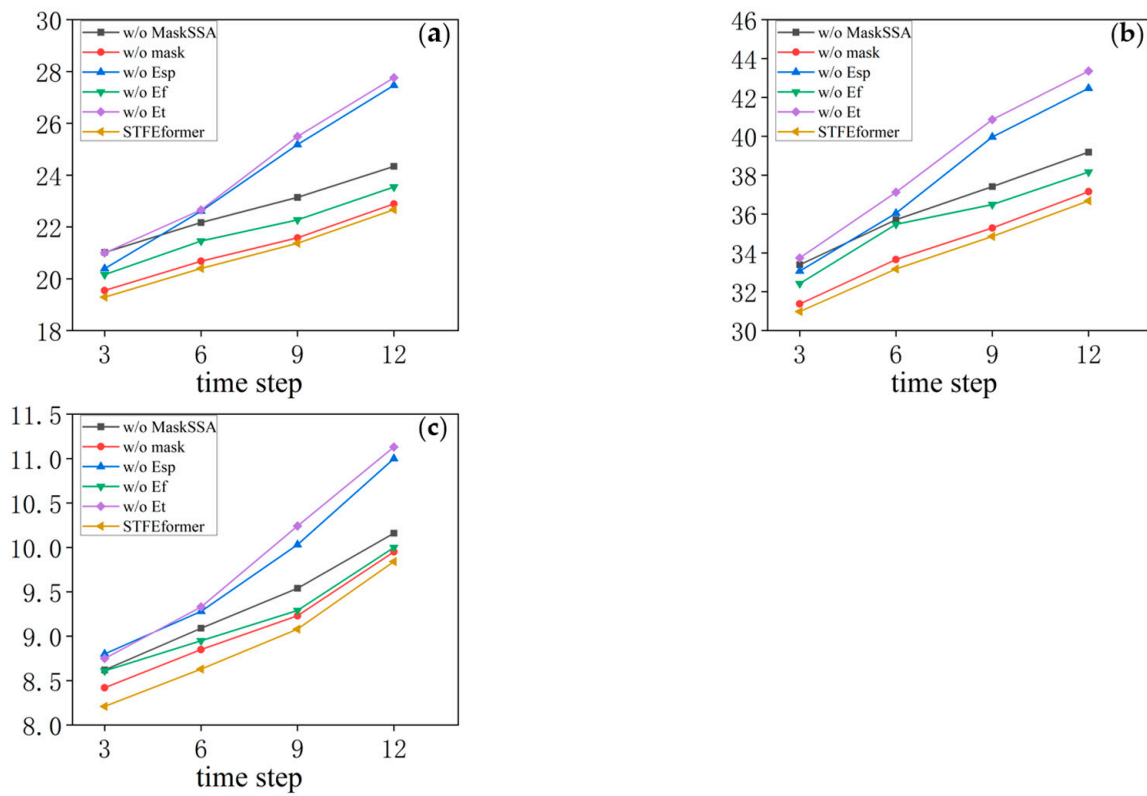 30
28
26
24
22
20
18
w/o MaskSSA
w/o mask
w/o Esp
w/o Ef
w/o Et
STFEformer
(a)
3 6 9 12
time step
46
44
42
40
38
36
34
32
30
w/o MaskSSA
w/o mask
w/o Esp
w/o Ef
w/o Et
STFEformer
(b)
3 6 9 12
time step
11.5
11.0
10.5
10.0
9.5
9.0
8.5
8.0
w/o MaskSSA
w/o mask
w/o Esp
w/o Ef
w/o Et
STFEformer
(c)
3 6 9 12
time step